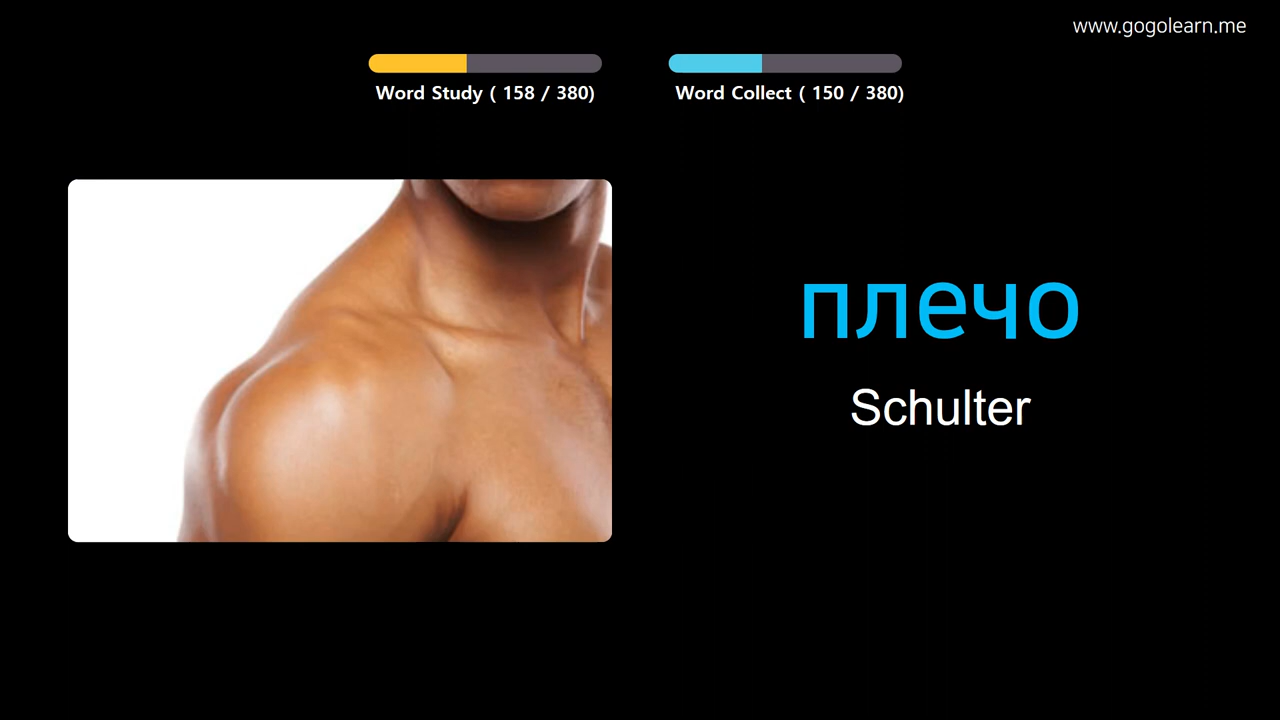 www.gogolearn.me
Word Study ( 158 / 380)
Word Collect ( 150 / 380)
плечо
Schulter